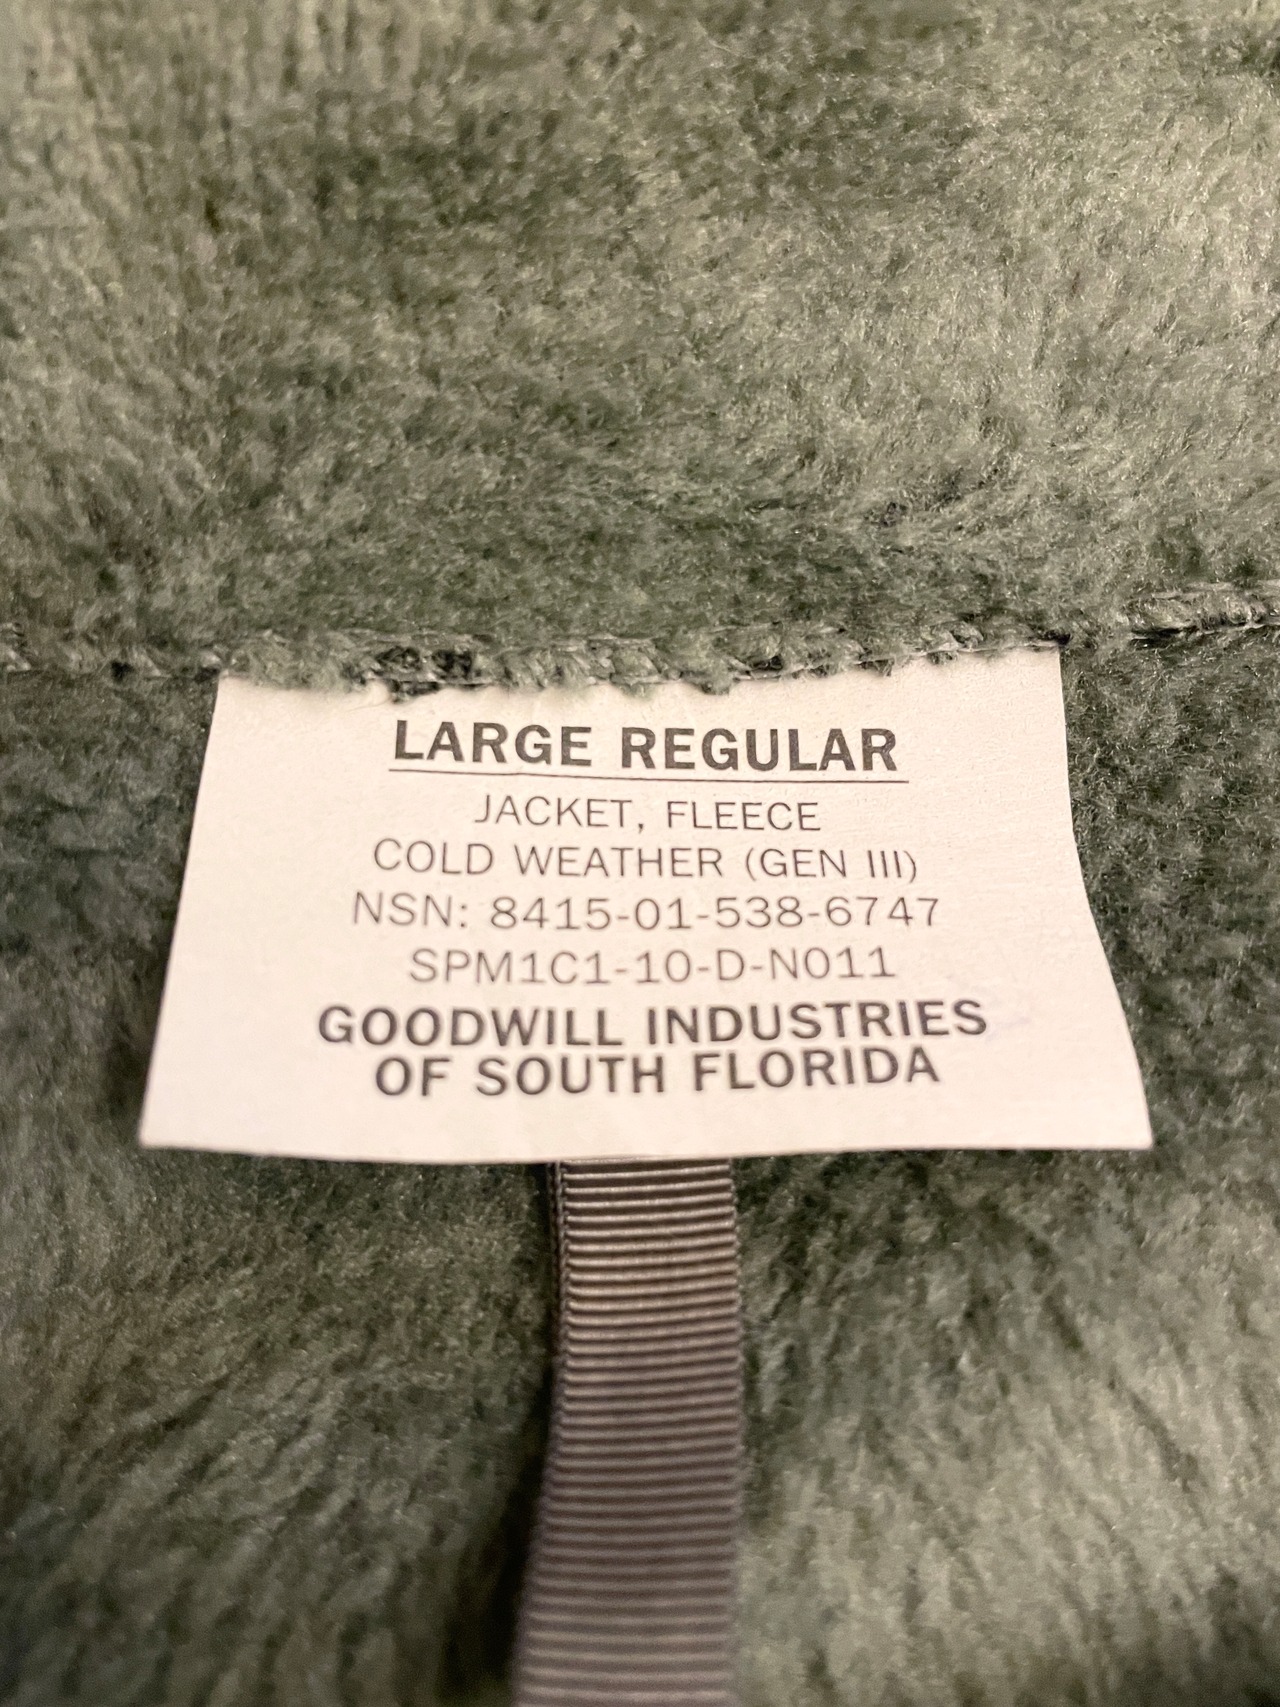 LARGE REGULAR
JACKET, FLEECE
COLD WEATHER (GEN III)
NSN: 8415-01-538-6747
SPM1C1-10-D-N011
GOODWILL INDUSTRIES
OF SOUTH FLORIDA